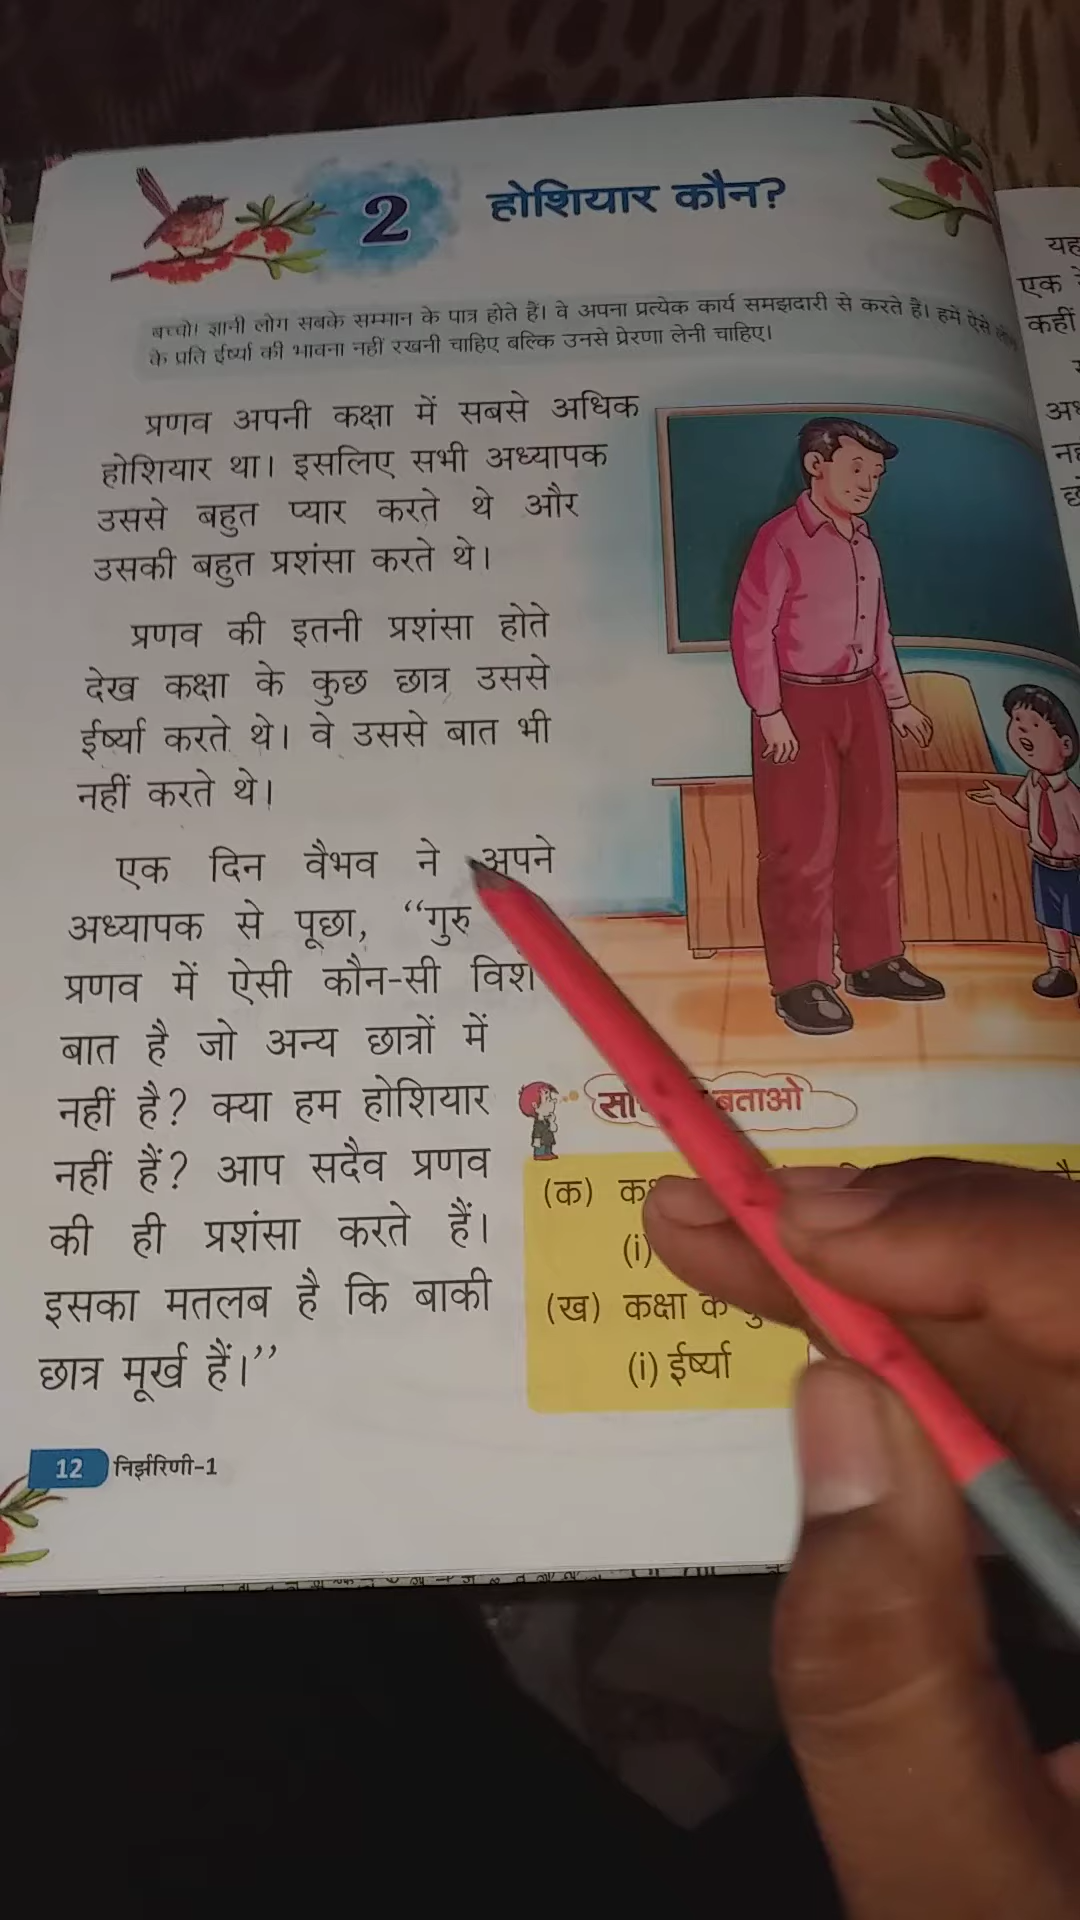 2
होशियार कौन?
बच्चो! ज्ञानी लोग सबके सम्मान के पात्र होते हैं। वे अपना प्रत्येक कार्य समझदारी से करते हैं। हमें ऐसे
के प्रति ईर्ष्या की भावना नहीं रखनी चाहिए बल्कि उनसे प्रेरणा लेनी चाहिए।
प्रणव अपनी कक्षा में सबसे अधिक
होशियार था। इसलिए सभी अध्यापक
उससे बहुत प्यार करते थे और
उसकी बहुत प्रशंसा करते थे।
प्रणव की इतनी प्रशंसा होते
देख कक्षा के कुछ छात्र उससे
ईर्ष्या करते थे। वे उससे बात भी
नहीं करते थे।
एक दिन वैभव ने अपने
अध्यापक से पूछा, “गुरु
प्रणव में ऐसी कौन-सी
बात है जो अन्य छात्रों में
नहीं है? क्या हम होशियार
नहीं हैं? आप सदैव प्रणव
की ही प्रशंसा करते हैं।
इसका मतलब है कि बाकी
छात्र मूर्ख हैं।”
बताओ
(क)
(i)
(ख) कक्षा के
(i) ईर्ष्या
12 निर्झरिणी-1
यह
एक
कहीं